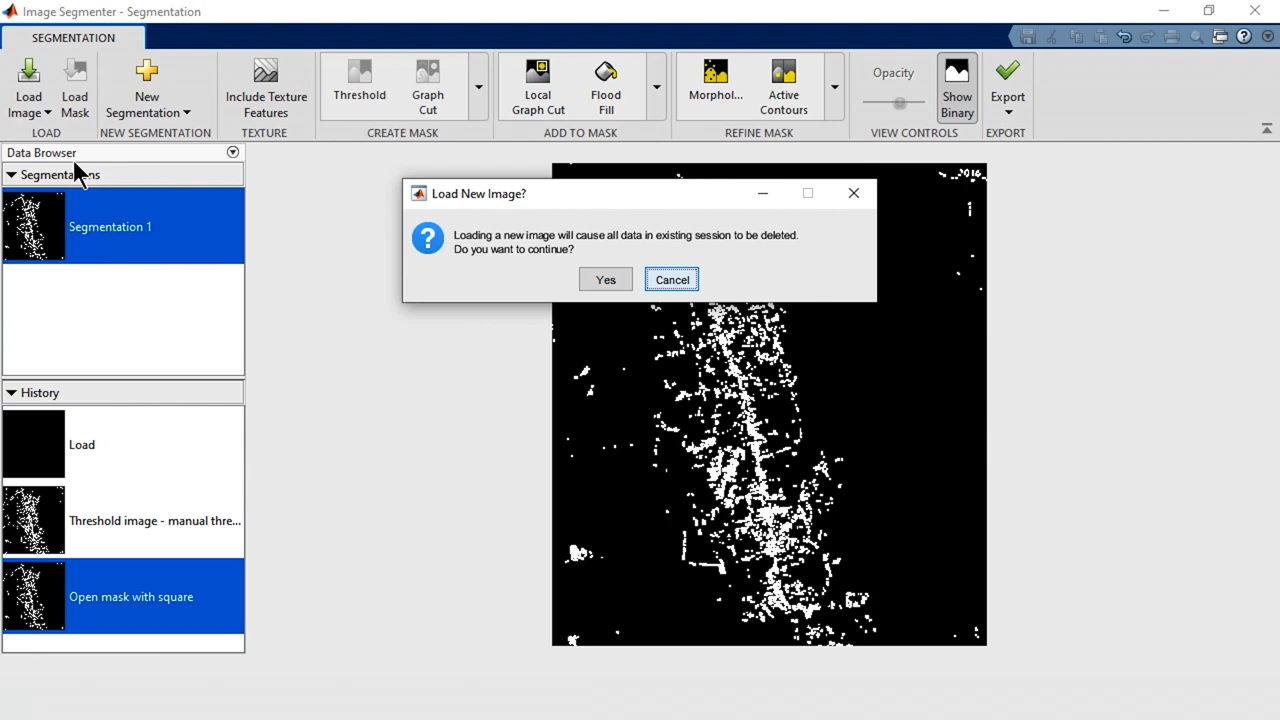 Image Segmenter - Segmentation
SEGMENTATION
Load Image
Load Mask
New Segmentation
Include Texture Features
Threshold
Graph Cut
Local Graph Cut
Flood Fill
Morphol...
Active Contours
Opacity
Show Binary
Export
LOAD
NEW SEGMENTATION
TEXTURE
CREATE MASK
ADD TO MASK
REFINE MASK
VIEW CONTROLS
EXPORT
Data Browser
Segmentations
Segmentation 1
History
Load
Threshold image - manual thre...
Open mask with square
Load New Image?
Loading a new image will cause all data in existing session to be deleted.
Do you want to continue?
Yes
Cancel
2016